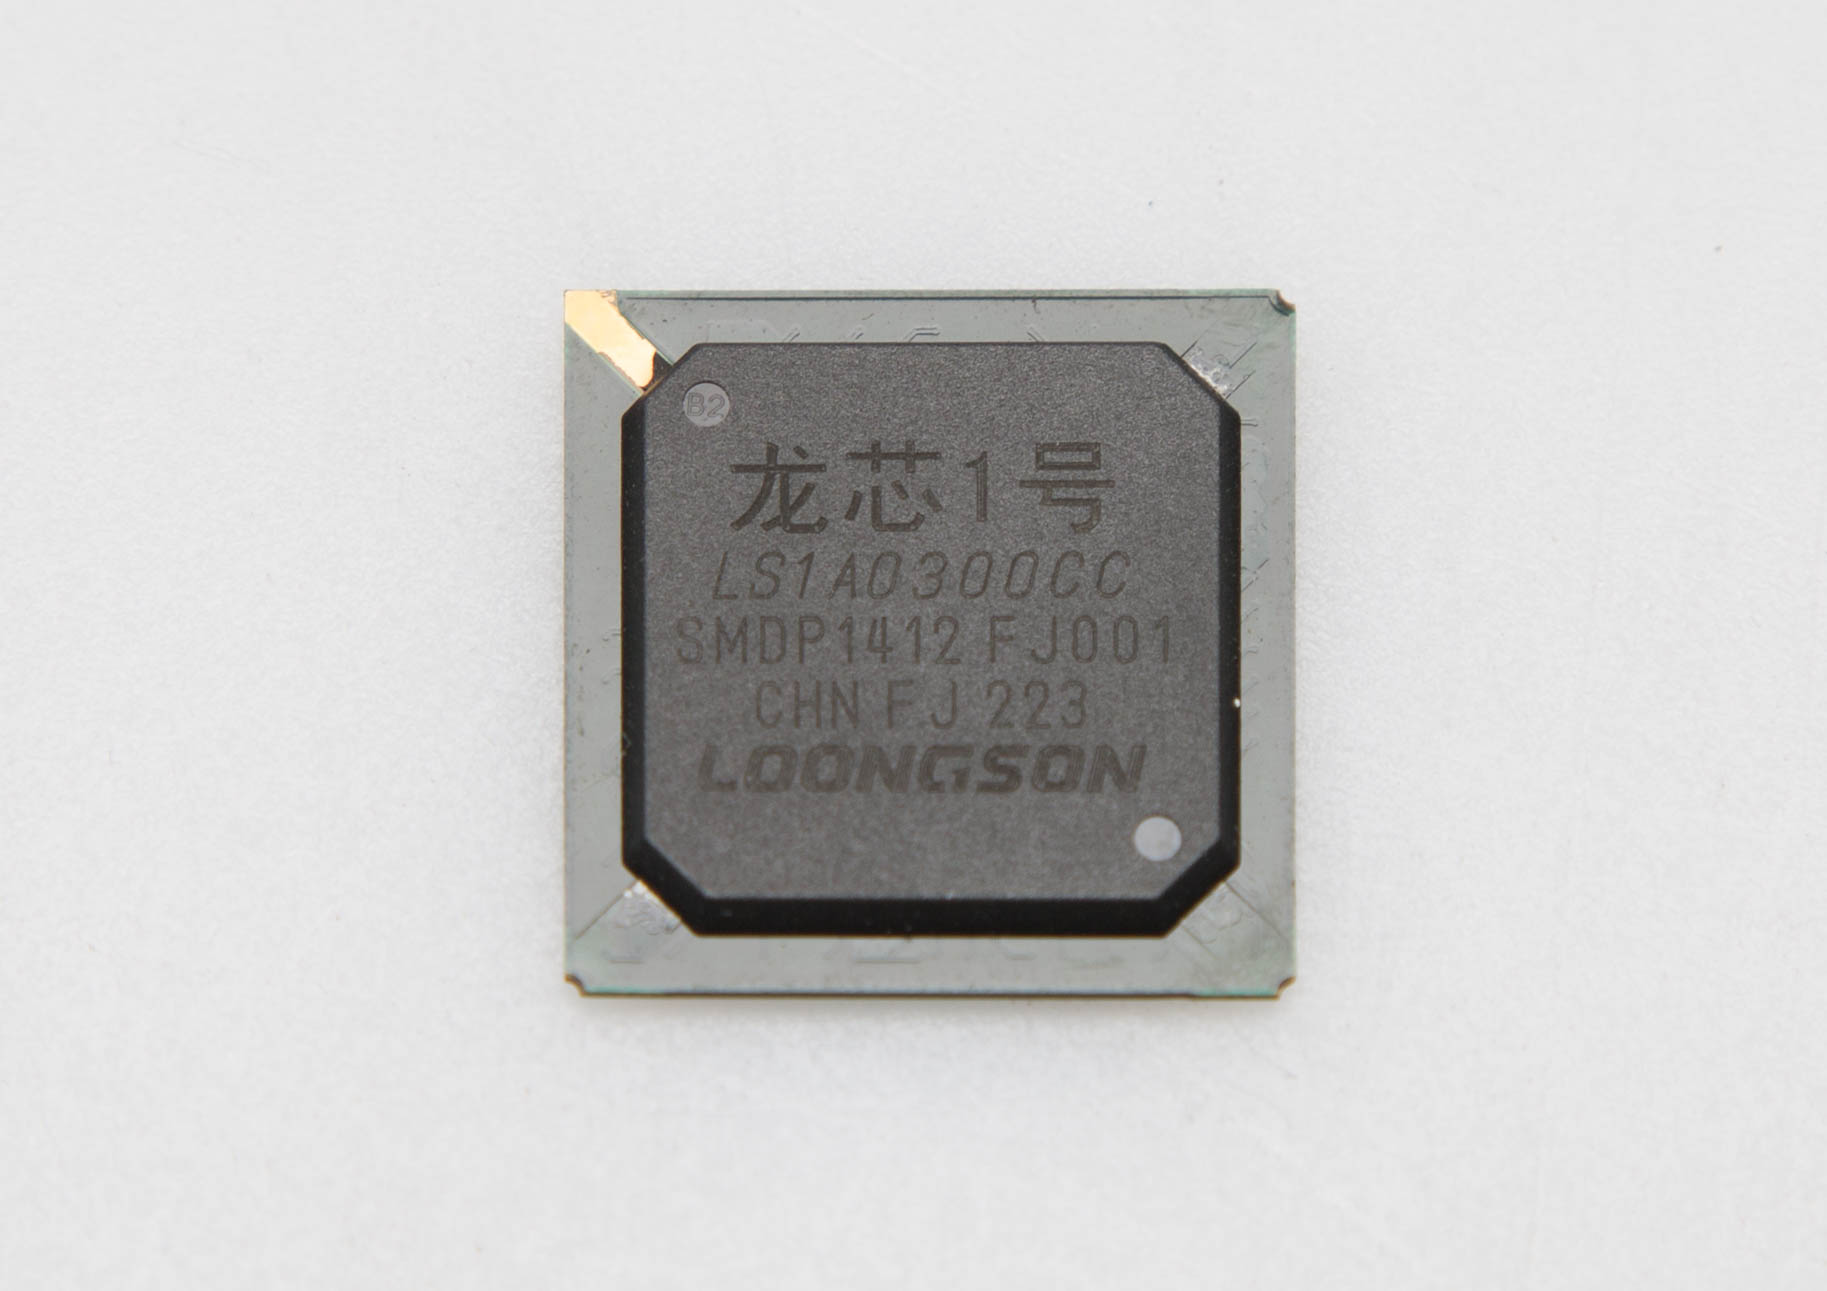 B2
龙芯1号
LS1A0300CC
SMDP1412 FJ001
CHN FJ 223
LOONGSON